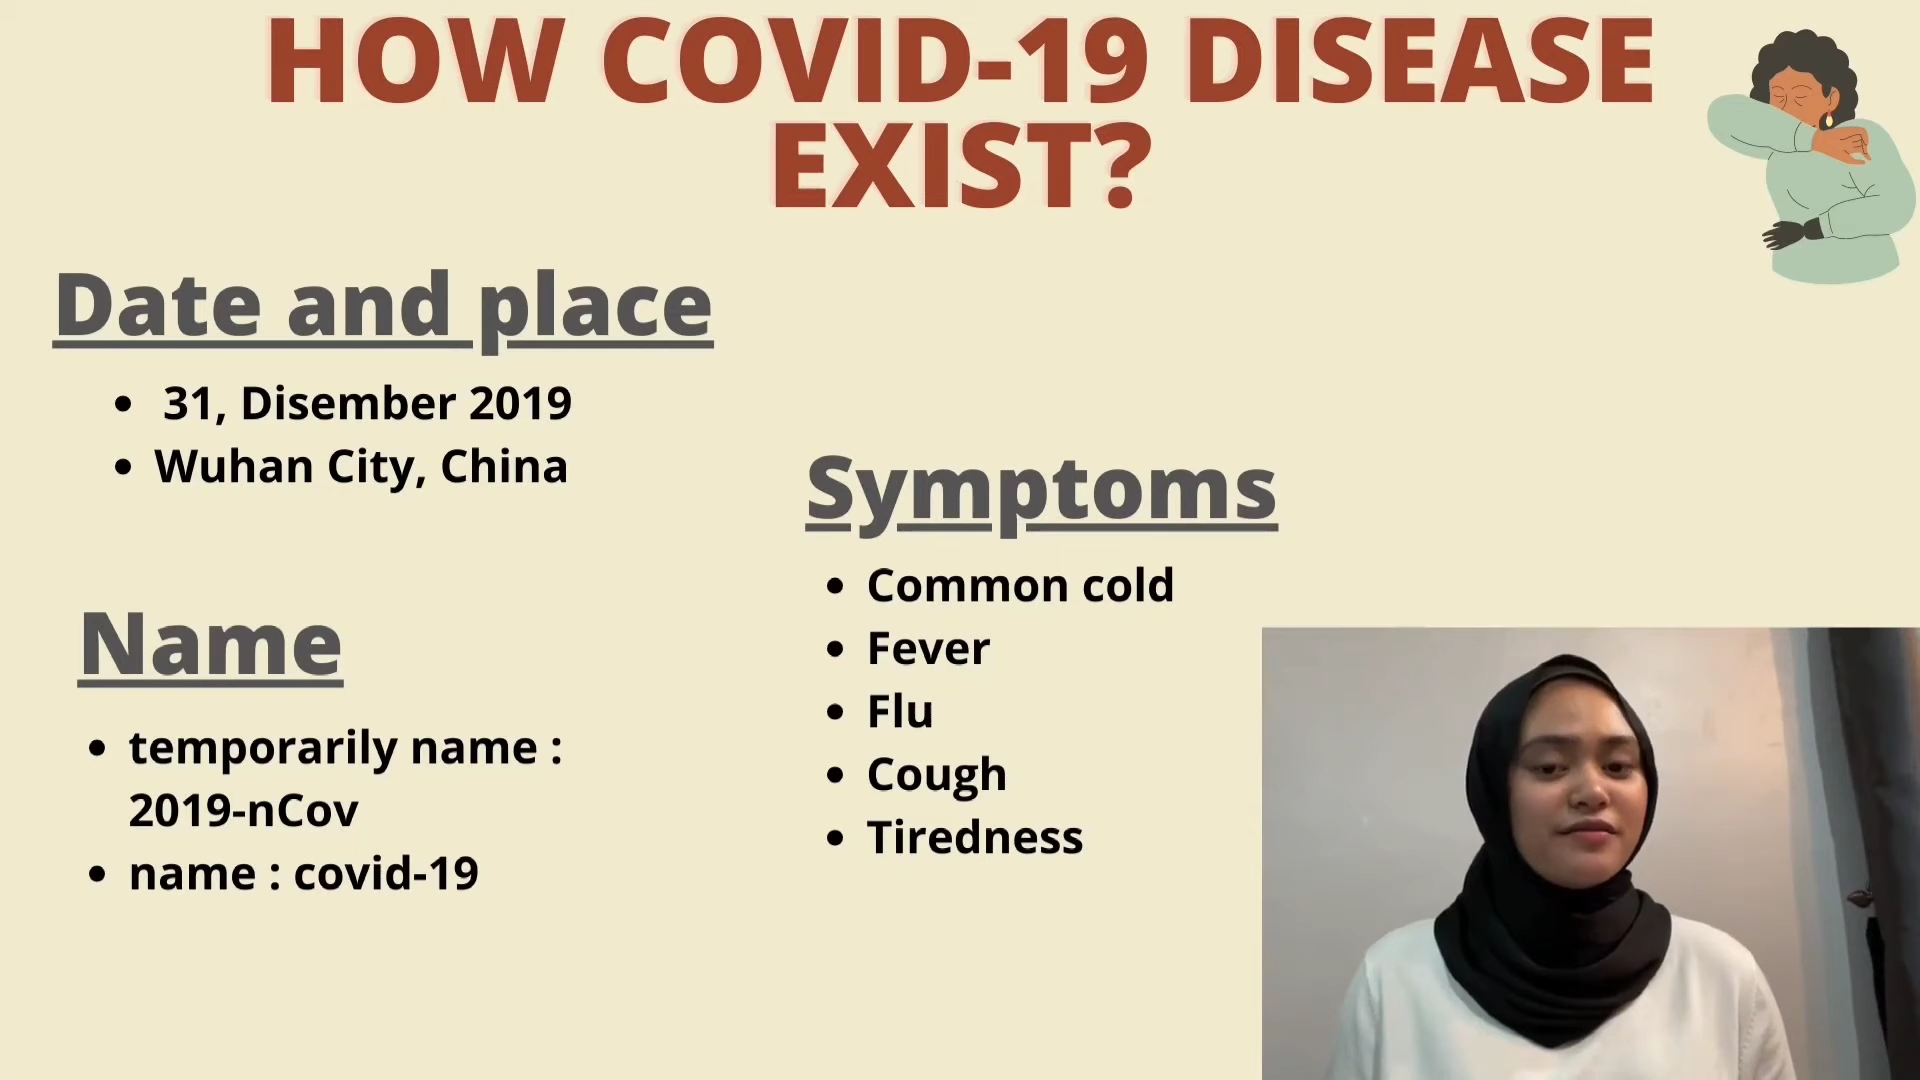 HOW COVID-19 DISEASE
EXIST?
Date and place
• 31, Disember 2019
• Wuhan City, China
Name
• temporarily name :
2019-nCov
• name : covid-19
Symptoms
• Common cold
• Fever
• Flu
• Cough
• Tiredness